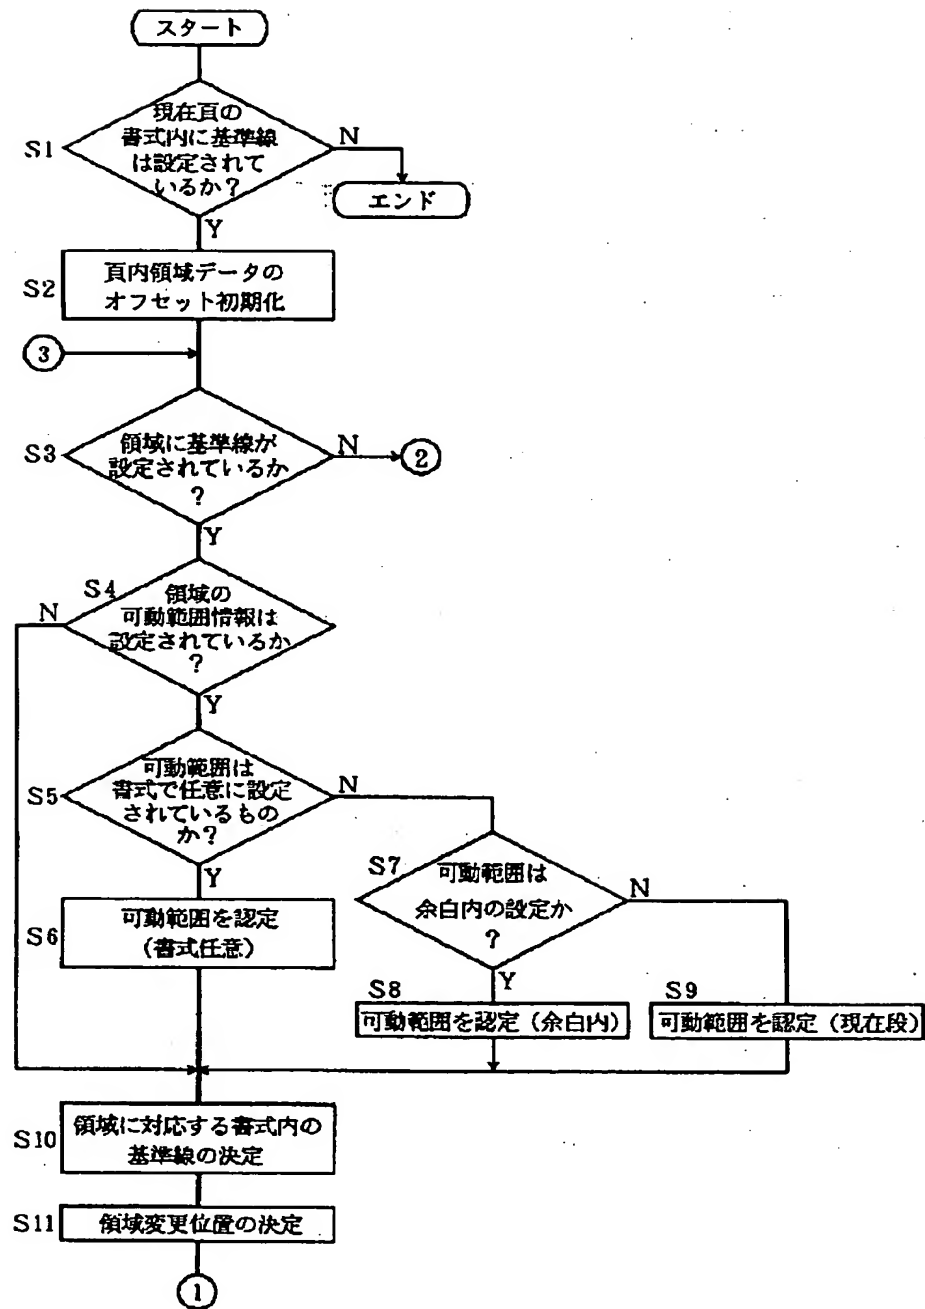 スタート
S1
現在頁の
書式内に基準線
は設定されて
いるか?
N
エンド
Y
S2
頁内領域データの
オフセット初期化
3
S3
領域に基準線が
設定されているか
?
N
2
Y
S4
領域の
可動範囲情報は
設定されているか
?
N
Y
S5
可動範囲は
書式で任意に設定
されているもの
か?
N
Y
S6
可動範囲を認定
(書式任意)
S7
可動範囲は
余白内の設定か
?
N
Y
S8
可動範囲を認定(余白内)
S9
可動範囲を認定(現在段)
S10
領域に対応する書式内の
基準線の決定
S11
領域変更位置の決定
1